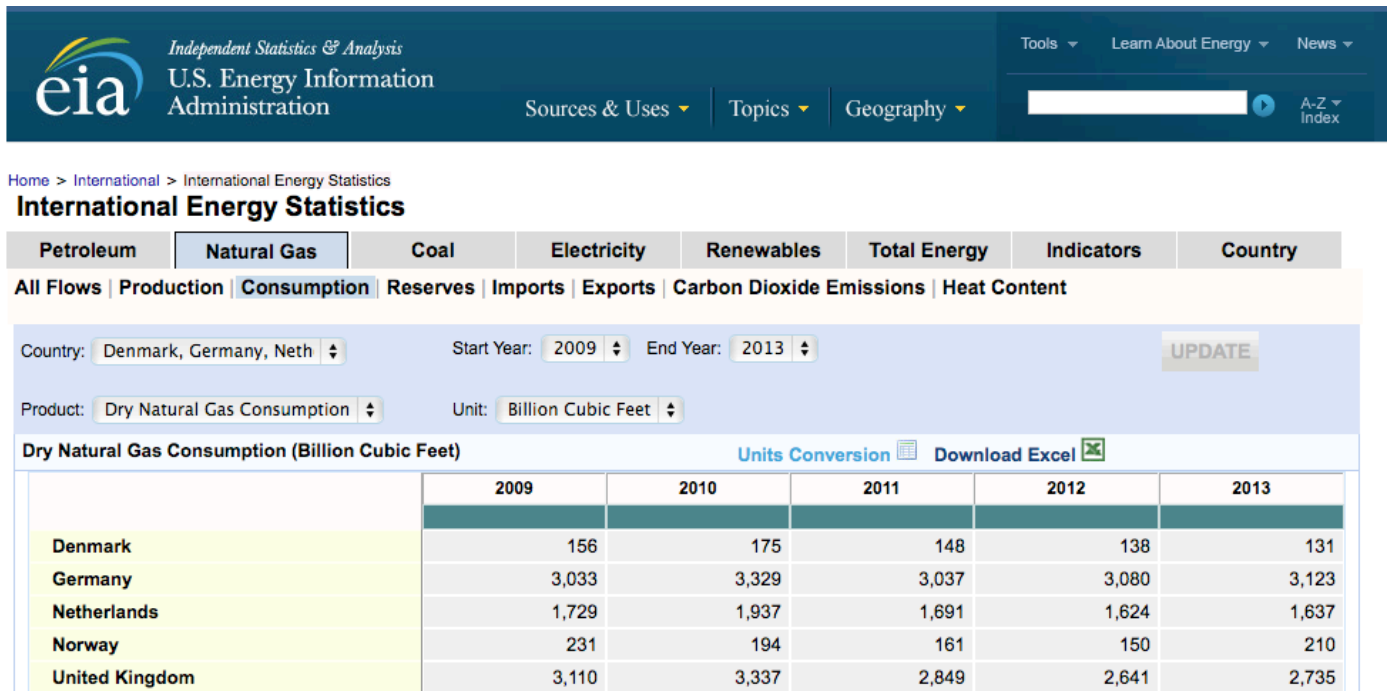 eia
Independent Statistics & Analysis
U.S. Energy Information
Administration
Sources & Uses
Topics
Geography
Tools
Learn About Energy
News
A-Z
Index
Home > International > International Energy Statistics
International Energy Statistics
Petroleum Natural Gas Coal Electricity Renewables Total Energy Indicators Country
All Flows | Production | Consumption | Reserves | Imports | Exports | Carbon Dioxide Emissions | Heat Content
Country: Denmark, Germany, Neth Start Year: 2009 End Year: 2013 UPDATE
Product: Dry Natural Gas Consumption Unit: Billion Cubic Feet
Dry Natural Gas Consumption (Billion Cubic Feet) Units Conversion Download Excel
2009 2010 2011 2012 2013
Denmark 156 175 148 138 131
Germany 3,033 3,329 3,037 3,080 3,123
Netherlands 1,729 1,937 1,691 1,624 1,637
Norway 231 194 161 150 210
United Kingdom 3,110 3,337 2,849 2,641 2,735